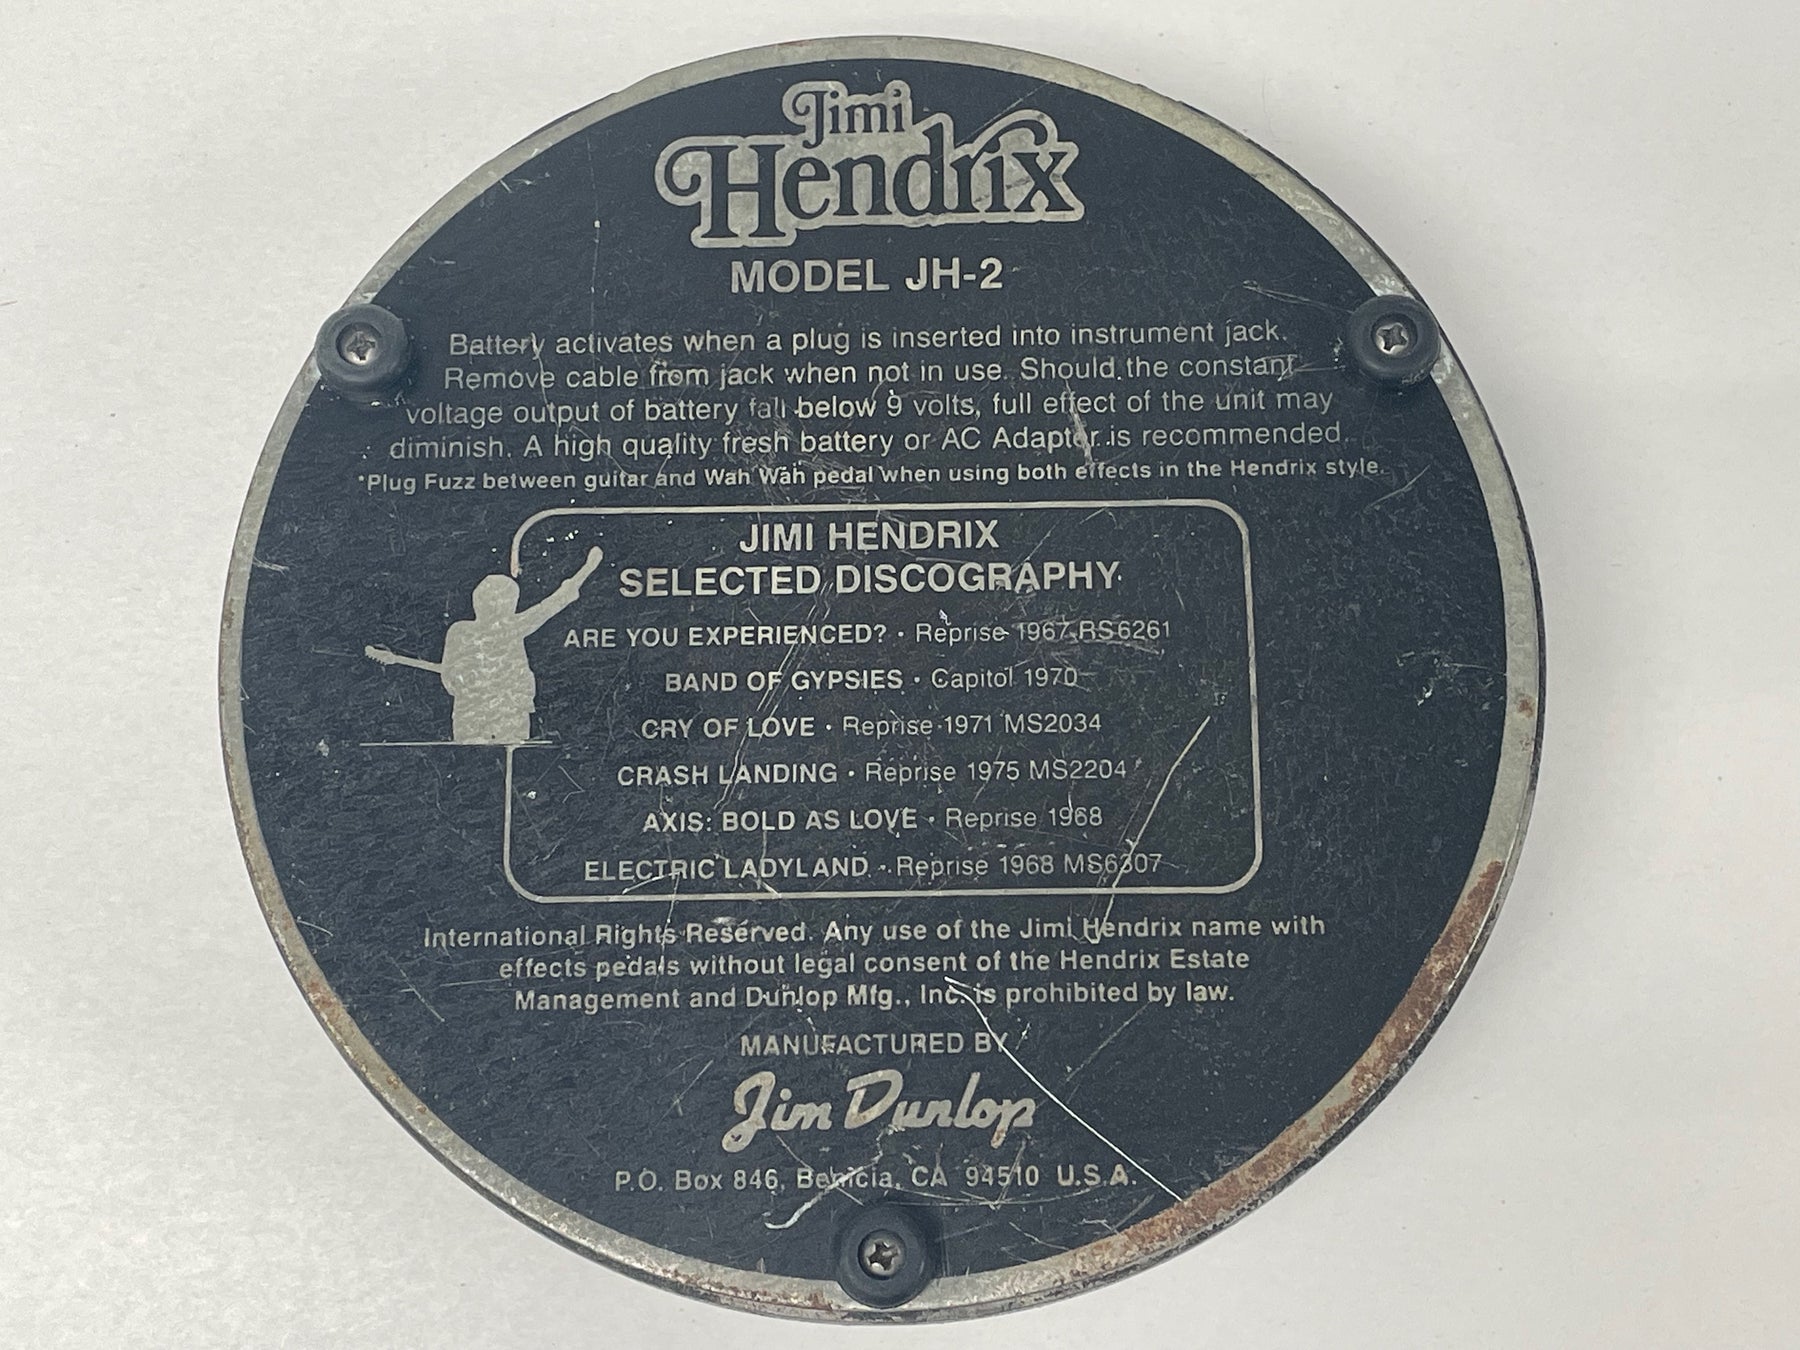 Jimi
Hendrix
MODEL JH-2
Battery activates when a plug is inserted into instrument jack.
Remove cable from jack when not in use. Should the constant
voltage output of battery fall below 9 volts, full effect of the unit may
diminish. A high quality fresh battery or AC Adapter is recommended.
*Plug Fuzz between guitar and Wah Wah pedal when using both effects in the Hendrix style.
JIMI HENDRIX
SELECTED DISCOGRAPHY
ARE YOU EXPERIENCED? • Reprise 1967 RS6261
BAND OF GYPSIES • Capitol 1970
CRY OF LOVE • Reprise 1971 MS2034
CRASH LANDING • Reprise 1975 MS2204
AXIS: BOLD AS LOVE • Reprise 1968
ELECTRIC LADYLAND • Reprise 1968 MS6307
International Rights Reserved. Any use of the Jimi Hendrix name with
effects pedals without legal consent of the Hendrix Estate
Management and Dunlop Mfg., Inc. is prohibited by law.
MANUFACTURED BY
Jim Dunlop
P.O. Box 846, Benicia, CA 94510 U.S.A.